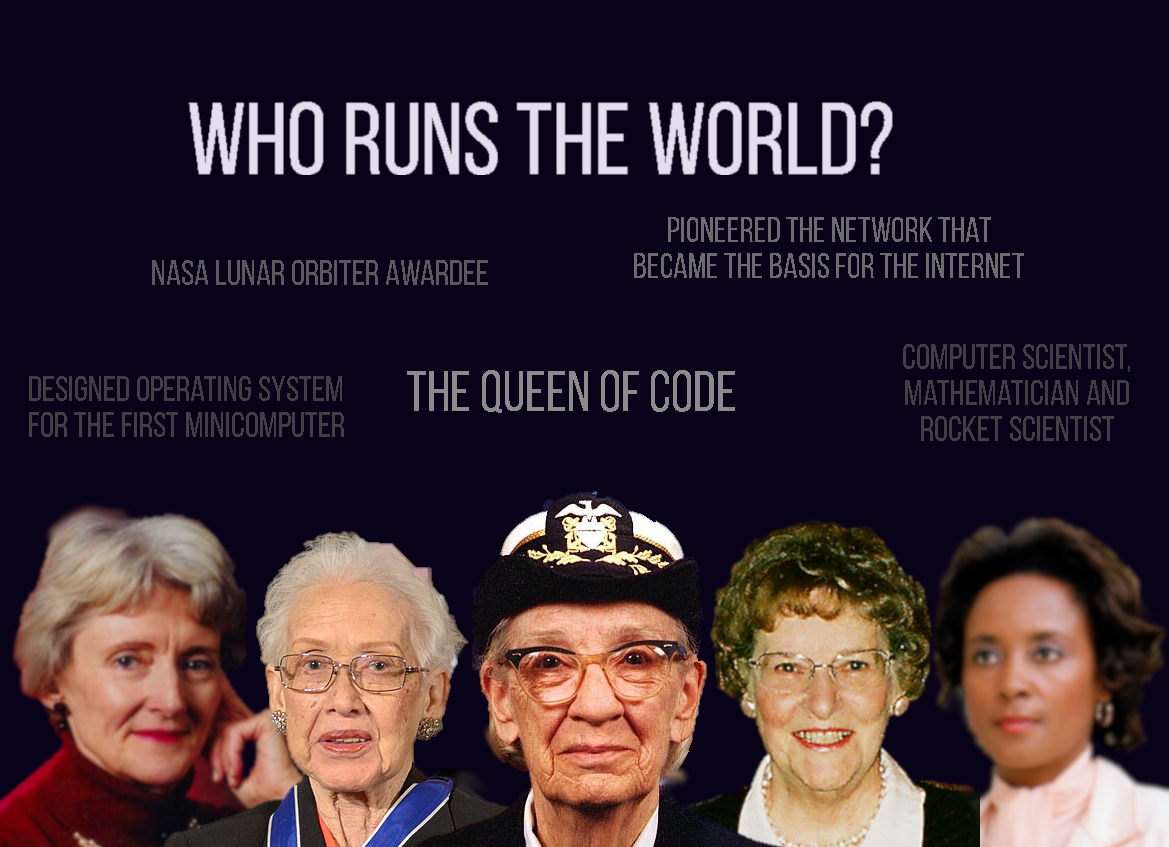 WHO RUNS THE WORLD?
PIONEERED THE NETWORK THAT
BECAME THE BASIS FOR THE INTERNET
NASA LUNAR ORBITER AWARDEE
COMPUTER SCIENTIST,
MATHEMATICIAN AND
ROCKET SCIENTIST
THE QUEEN OF CODE
DESIGNED OPERATING SYSTEM
FOR THE FIRST MINICOMPUTER